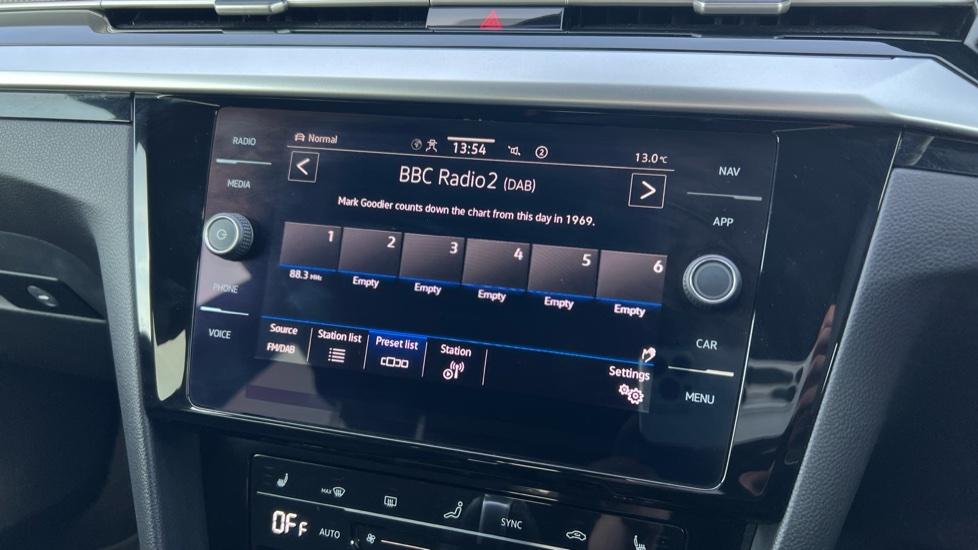 RADIO
MEDIA
PHONE
VOICE
Normal
13:54
2
13.0°C
BBC Radio2 (DAB)
Mark Goodier counts down the chart from this day in 1969.
1 2 3 4 5 6
88.3 MHz Empty Empty Empty Empty Empty
Source Station list Preset list Station Settings
FM/DAB
NAV
APP
CAR
MENU
MAX
SYNC
OFF AUTO